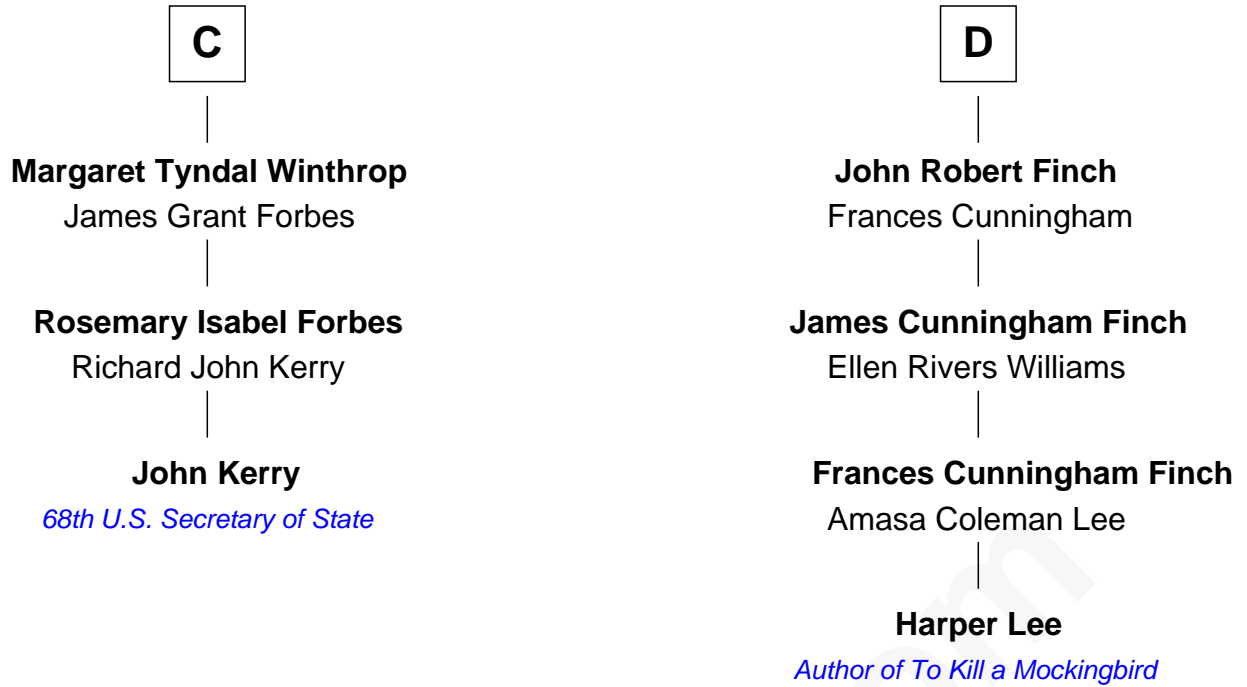 C
Margaret Tyndal Winthrop
James Grant Forbes
Rosemary Isabel Forbes
Richard John Kerry
John Kerry
68th U.S. Secretary of State
D
John Robert Finch
Frances Cunningham
James Cunningham Finch
Ellen Rivers Williams
Frances Cunningham Finch
Amasa Coleman Lee
Harper Lee
Author of To Kill a Mockingbird